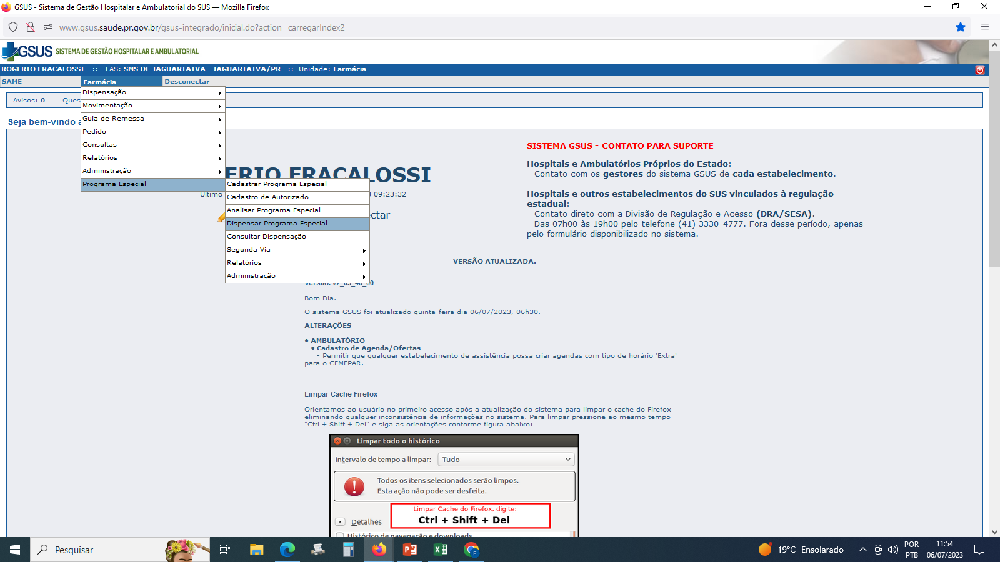 GSUS - Sistema de Gestão Hospitalar e Ambulatorial do SUS — Mozilla Firefox
www.gsus.saude.pr.gov.br/gsus-integrado/inicial.do?action=carregarIndex2
GSUS SISTEMA DE GESTÃO HOSPITALAR E AMBULATORIAL
ROGERIO FRACALOSSI :: EAS: SMS DE JAGUARIAIVA - JAGUARIAIVA/PR :: Unidade: Farmácia
SAME Farmácia Desconectar
Avisos: 0 Ques
Seja bem-vindo a
Dispensação
Movimentação
Guia de Remessa
Pedido
Consultas
Relatórios
Administração
Programa Especial
Cadastrar Programa Especial
Cadastro de Autorizado
Analisar Programa Especial
Dispensar Programa Especial
Consultar Dispensação
Segunda Via
Relatórios
Administração
ERIO FRACALOSSI
Último 09:23:32
ctar
SISTEMA GSUS - CONTATO PARA SUPORTE
Hospitais e Ambulatórios Próprios do Estado:
- Contato com os gestores do sistema GSUS de cada estabelecimento.
Hospitais e outros estabelecimentos do SUS vinculados à regulação
estadual:
- Contato direto com a Divisão de Regulação e Acesso (DRA/SESA).
- Das 07h00 às 19h00 pelo telefone (41) 3330-4777. Fora desse período, apenas
pelo formulário disponibilizado no sistema.
VERSÃO ATUALIZADA.
Bom Dia.
O sistema GSUS foi atualizado quinta-feira dia 06/07/2023, 06h30.
ALTERAÇÕES
• AMBULATÓRIO
• Cadastro de Agenda/Ofertas
- Permitir que qualquer estabelecimento de assistência possa criar agendas com tipo de horário 'Extra'
para o CEMEPAR.
Limpar Cache Firefox
Orientamos ao usuário no primeiro acesso após a atualização do sistema para limpar o cache do Firefox
eliminando qualquer inconsistência de informações no sistema. Para limpar pressione ao mesmo tempo
"Ctrl + Shift + Del" e siga as orientações conforme figura abaixo:
Limpar todo o histórico
Intervalo de tempo a limpar: Tudo
Todos os itens selecionados serão limpos.
Esta ação não pode ser desfeita.
Limpar Cache do Firefox, digite:
Ctrl + Shift + Del
Detalhes
Histórico de navegação e downloads
Pesquisar
19°C Ensolarado
POR
PTB
11:54
06/07/2023